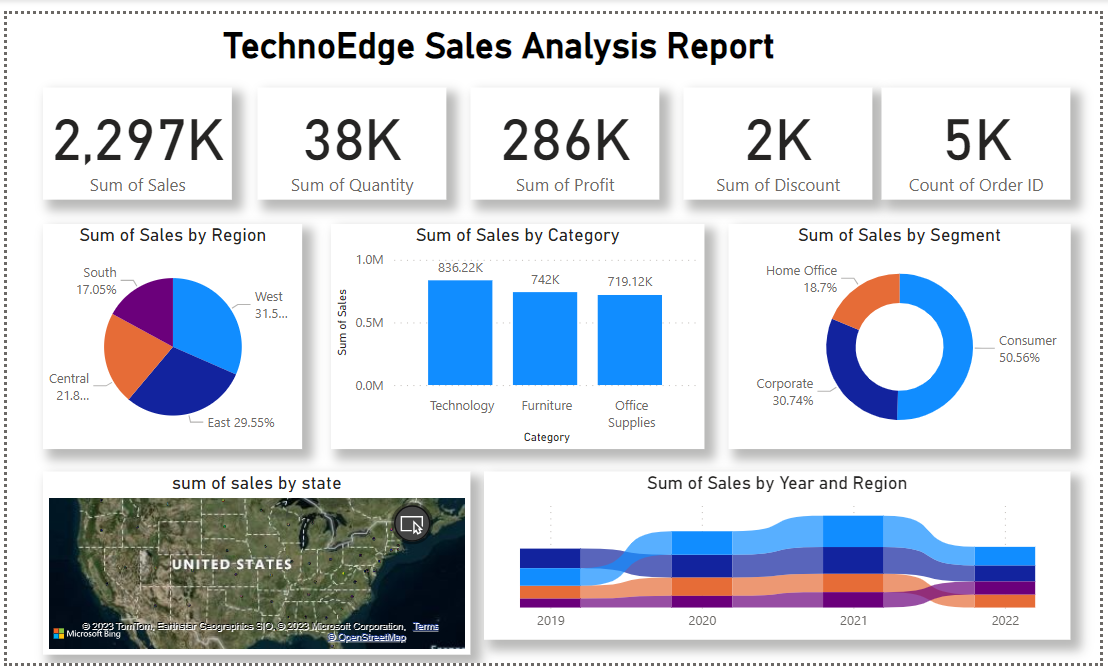 TechnoEdge Sales Analysis Report
2,297K
Sum of Sales
38K
Sum of Quantity
286K
Sum of Profit
2K
Sum of Discount
5K
Count of Order ID
Sum of Sales by Region
South
17.05%
West
31.5...
Central
21.8...
East 29.55%
Sum of Sales by Category
Sum of Sales
1.0M
0.5M
0.0M
836.22K
742K
719.12K
Technology
Furniture
Office
Supplies
Category
Sum of Sales by Segment
Home Office
18.7%
Consumer
50.56%
Corporate
30.74%
sum of sales by state
UNITED STATES
© 2023 TomTom, Earthstar Geographics SIO, © 2023 Microsoft Corporation, Terms
Microsoft Bing
© OpenStreetMap
Sum of Sales by Year and Region
2019
2020
2021
2022